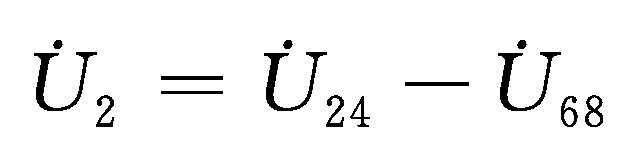 U̇₂ = U̇₂₄ − U̇₆₈